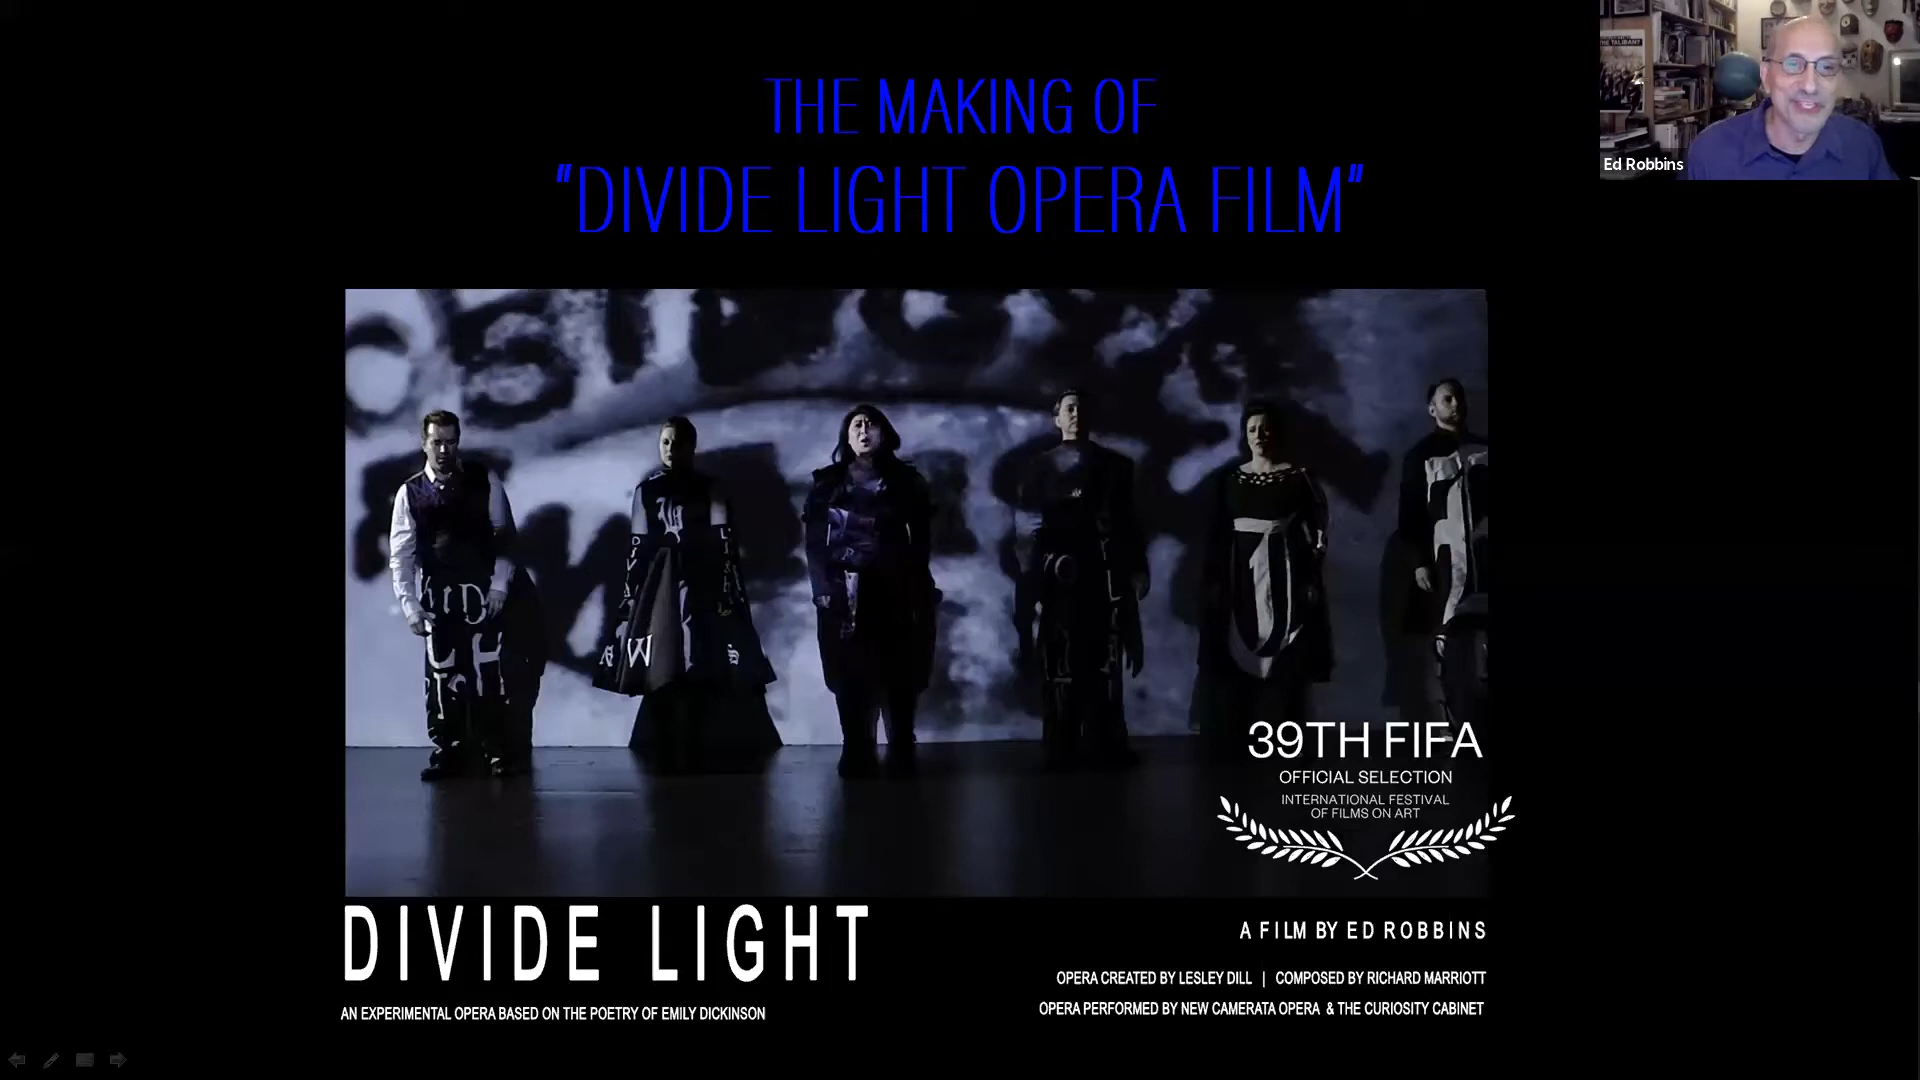 THE MAKING OF
"DIVIDE LIGHT OPERA FILM"
THE TALIBAN
Ed Robbins
39TH FIFA
OFFICIAL SELECTION
INTERNATIONAL FESTIVAL
OF FILMS ON ART
DIVIDE LIGHT
AN EXPERIMENTAL OPERA BASED ON THE POETRY OF EMILY DICKINSON
A FILM BY ED ROBBINS
OPERA CREATED BY LESLEY DILL | COMPOSED BY RICHARD MARRIOTT
OPERA PERFORMED BY NEW CAMERATA OPERA & THE CURIOSITY CABINET